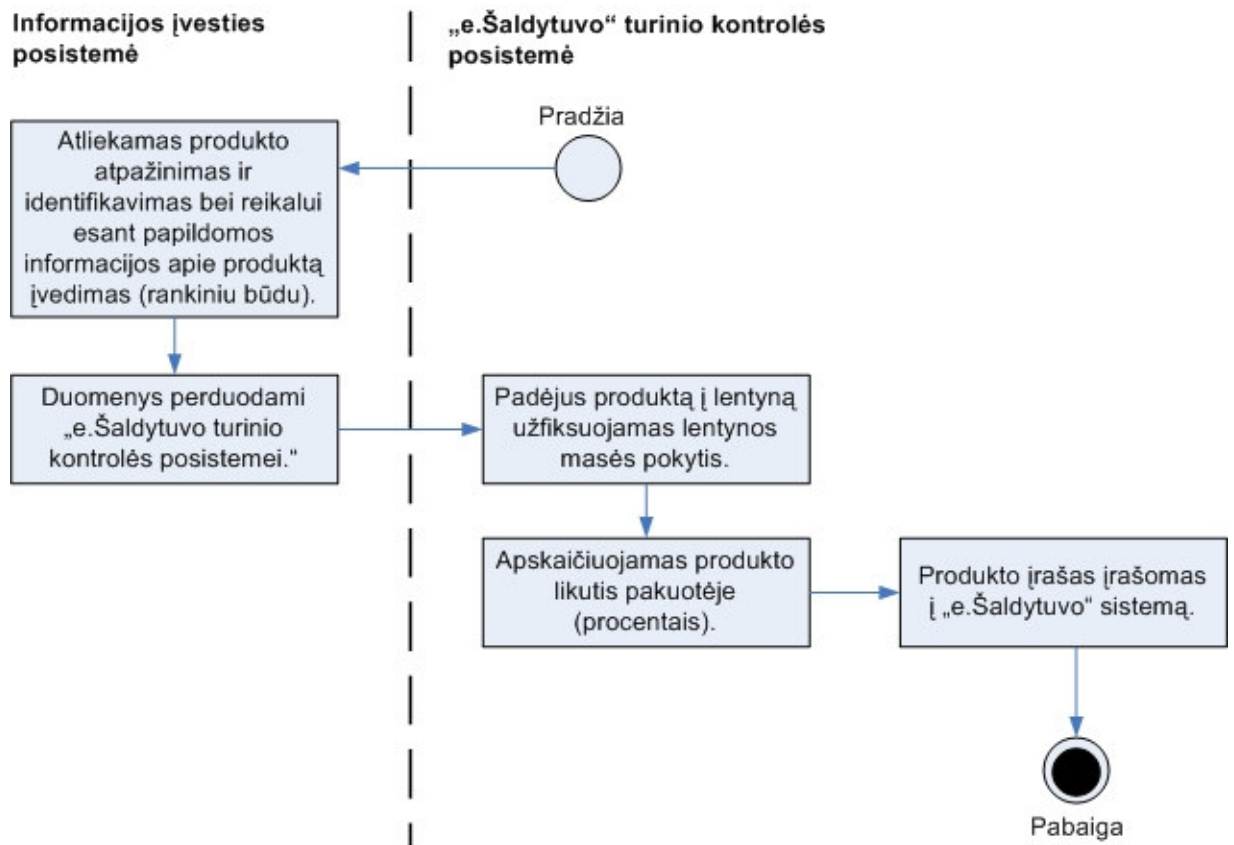 Informacijos įvesties
posistemė
„e.Šaldytuvo“ turinio kontrolės
posistemė
Pradžia
Atliekamas produkto
atpažinimas ir
identifikavimas bei reikalui
esant papildomos
informacijos apie produktą
įvedimas (rankiniu būdu).
Duomenys perduodami
„e.Šaldytuvo turinio
kontrolės posistemei.“
Padėjus produktą į lentyną
užfiksuojamas lentynos
masės pokytis.
Apskaičiuojamas produkto
likutis pakuotėje
(procentais).
Produkto įrašas įrašomas
į „e.Šaldytuvo“ sistemą.
Pabaiga